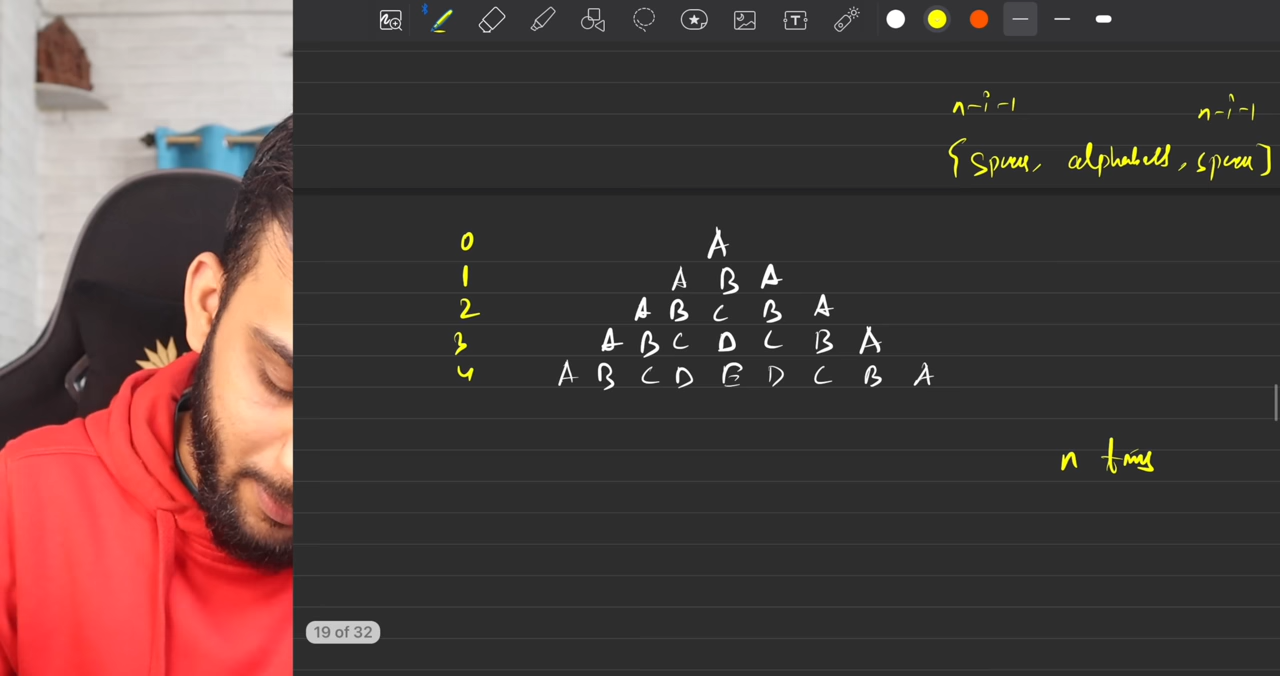 T
n-i-1 n-i-1
{space, alphabets, space]
0 A
1 A B A
2 A B C B A
3 A B C D C B A
4 A B C D E D C B A
n times
19 of 32